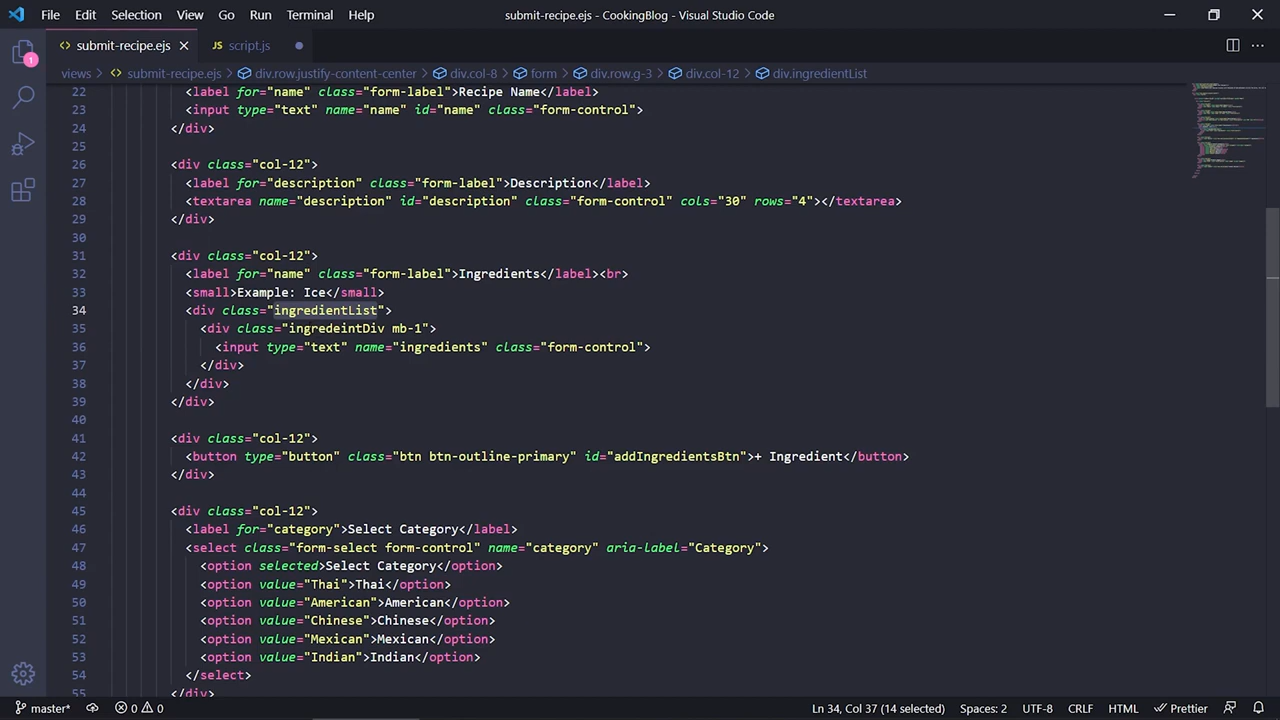 File Edit Selection View Go Run Terminal Help submit-recipe.ejs - CookingBlog - Visual Studio Code
submit-recipe.ejs JS script.js
1
views > submit-recipe.ejs > div.row.justify-content-center > div.col-8 > form > div.row.g-3 > div.col-12 > div.ingredientList
22 <label for="name" class="form-label">Recipe Name</label>
23 <input type="text" name="name" id="name" class="form-control">
24 </div>
25
26 <div class="col-12">
27 <label for="description" class="form-label">Description</label>
28 <textarea name="description" id="description" class="form-control" cols="30" rows="4"></textarea>
29 </div>
30
31 <div class="col-12">
32 <label for="name" class="form-label">Ingredients</label><br>
33 <small>Example: Ice</small>
34 <div class="ingredientList">
35 <div class="ingredeintDiv mb-1">
36 <input type="text" name="ingredients" class="form-control">
37 </div>
38 </div>
39 </div>
40
41 <div class="col-12">
42 <button type="button" class="btn btn-outline-primary" id="addIngredientsBtn">+ Ingredient</button>
43 </div>
44
45 <div class="col-12">
46 <label for="category">Select Category</label>
47 <select class="form-select form-control" name="category" aria-label="Category">
48 <option selected>Select Category</option>
49 <option value="Thai">Thai</option>
50 <option value="American">American</option>
51 <option value="Chinese">Chinese</option>
52 <option value="Mexican">Mexican</option>
53 <option value="Indian">Indian</option>
54 </select>
55 </div>
master* 0 0 Ln 34, Col 37 (14 selected) Spaces: 2 UTF-8 CRLF HTML Prettier